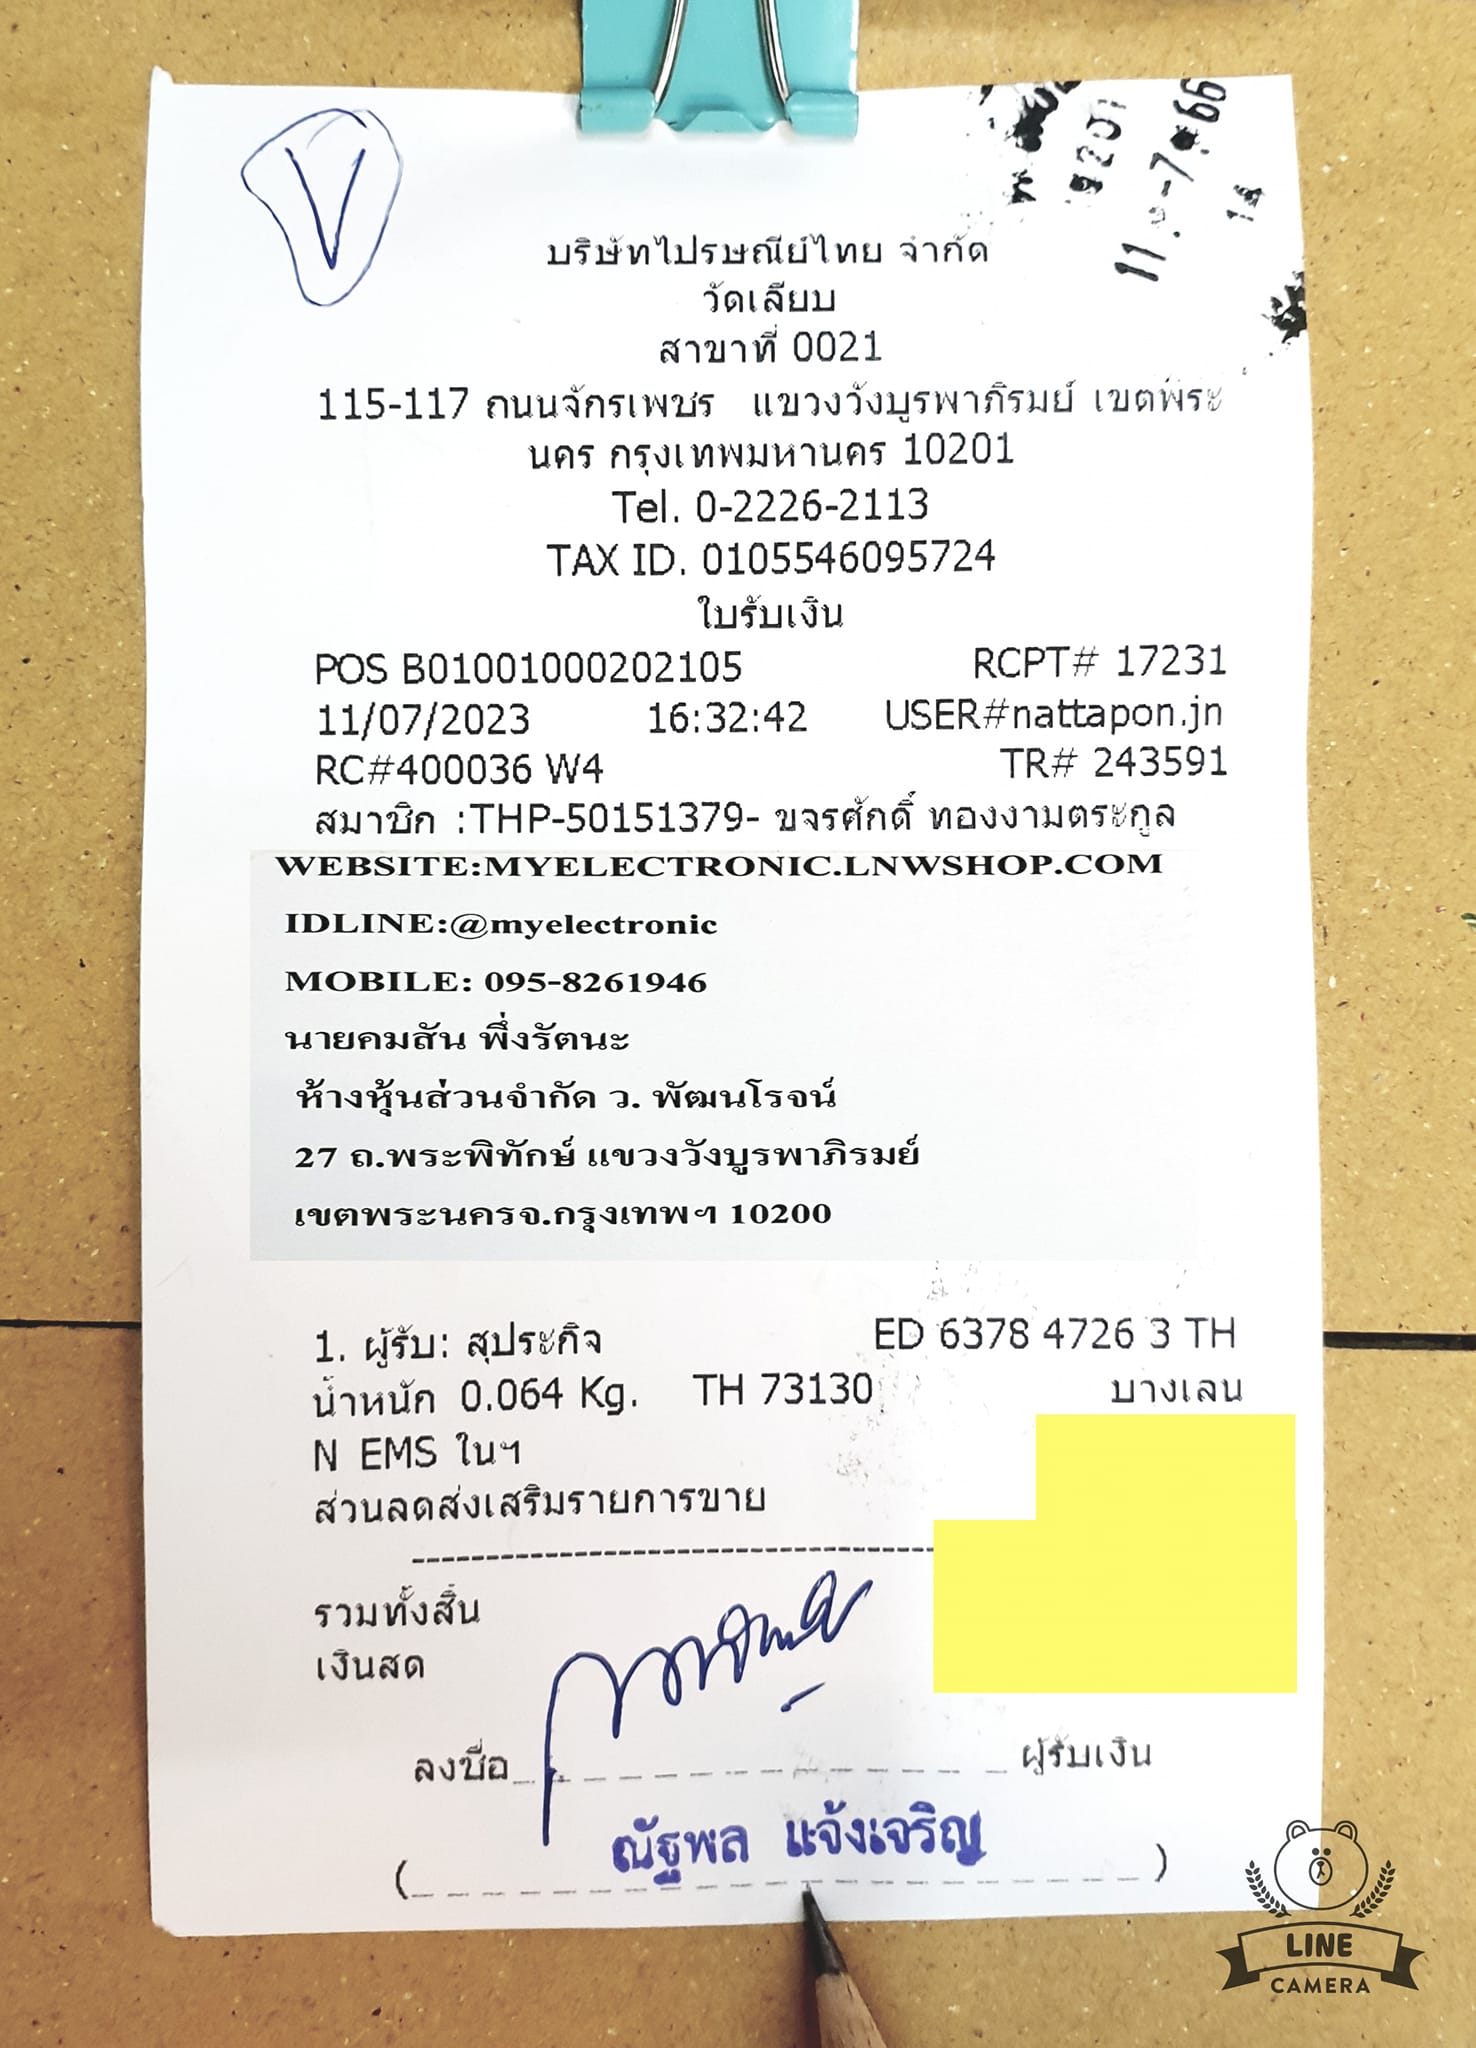 V
10201
11 .ค.-7.66
14
บริษัทไปรษณีย์ไทย จำกัด
วัดเลียบ
สาขาที่ 0021
115-117 ถนนจักรเพชร แขวงวังบูรพาภิรมย์ เขตพระ
นคร กรุงเทพมหานคร 10201
Tel. 0-2226-2113
TAX ID. 0105546095724
ใบรับเงิน
POS B01001000202105 RCPT# 17231
11/07/2023 16:32:42 USER#nattapon.jn
RC#400036 W4 TR# 243591
สมาชิก :THP-50151379- ขจรศักดิ์ ทองงามตระกูล
WEBSITE:MYELECTRONIC.LNWSHOP.COM
IDLINE:@myelectronic
MOBILE: 095-8261946
นายคมสัน พึ่งรัตนะ
ห้างหุ้นส่วนจำกัด ว. พัฒนโรจน์
27 ถ.พระพิทักษ์ แขวงวังบูรพาภิรมย์
เขตพระนครจ.กรุงเทพฯ 10200
1. ผู้รับ: สุประกิจ ED 6378 4726 3 TH
น้ำหนัก 0.064 Kg. TH 73130 บางเลน
N EMS ในฯ
ส่วนลดส่งเสริมรายการขาย
รวมทั้งสิ้น
เงินสด
ลงชื่อ ผู้รับเงิน
(ณัฐพล แจ้งเจริญ)
LINE
CAMERA